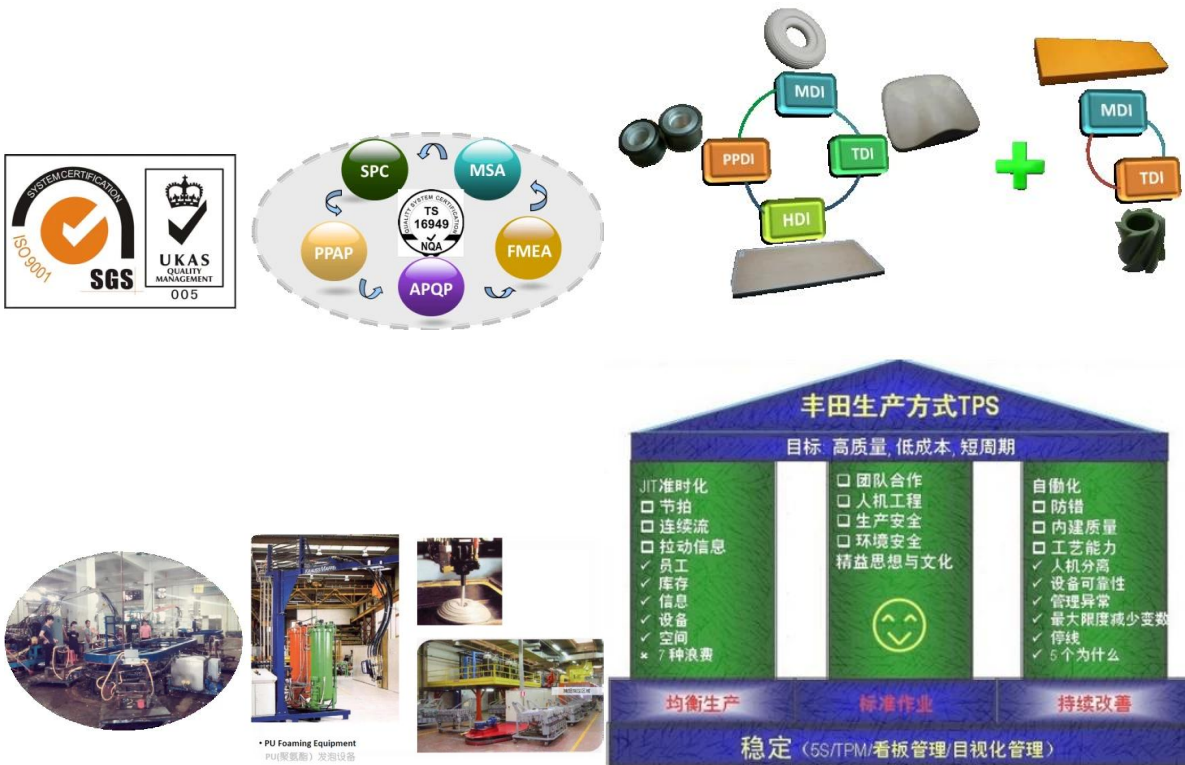 SYSTEM CERTIFICATION
ISO 9001
SGS
UKAS
QUALITY
MANAGEMENT
005
SPC
MSA
PPAP
FMEA
APQP
QUALITY SYSTEM CERTIFICATION
TS
16949
NQA
MDI
PPDI
TDI
HDI
MDI
TDI
• PU Foaming Equipment
PU(聚氨酯）发泡设备
丰田生产方式TPS
目标: 高质量, 低成本, 短周期
JIT准时化
□ 节拍
□ 连续流
□ 拉动信息
✓ 员工
✓ 库存
✓ 信息
✓ 设备
✓ 空间
× 7种浪费
□ 团队合作
□ 人机工程
□ 生产安全
□ 环境安全
精益思想与文化
自働化
□ 防错
□ 内建质量
□ 工艺能力
✓ 人机分离
✓ 设备可靠性
✓ 管理异常
✓ 最大限度减少变数
✓ 停线
✓ 5个为什么
均衡生产
标准作业
持续改善
稳定（5S/TPM/看板管理/目视化管理）